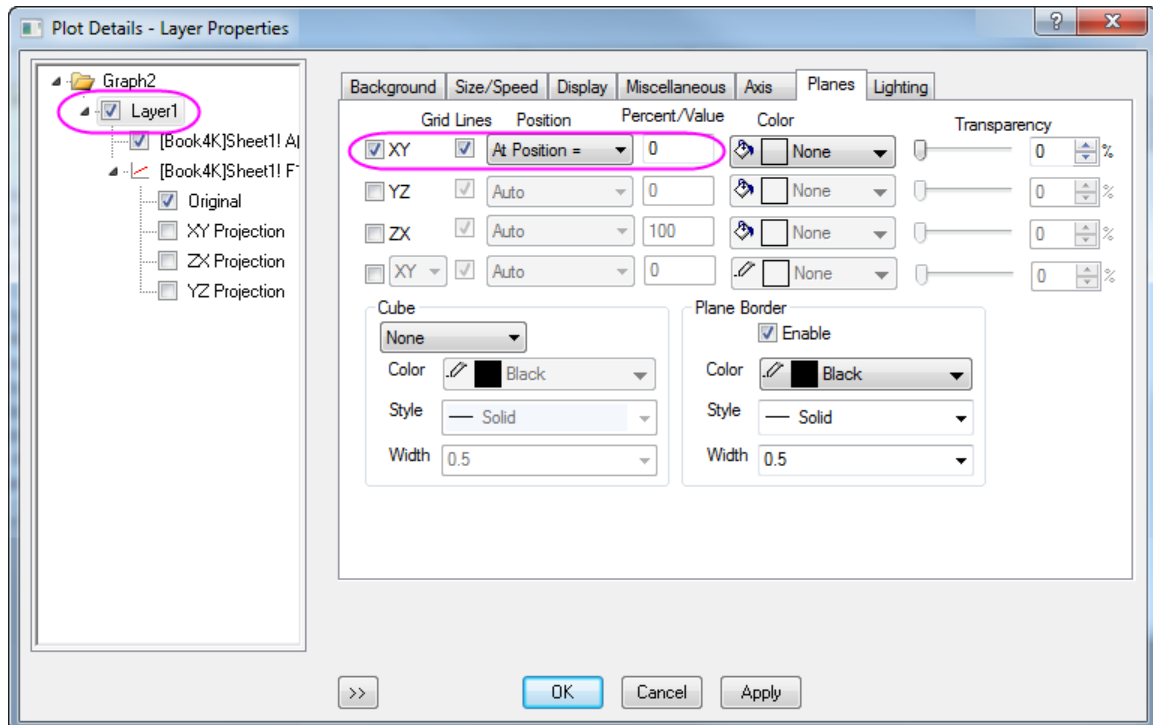 Plot Details - Layer Properties
Graph2
Layer1
[Book4K]Sheet1! A
[Book4K]Sheet1! F
Original
XY Projection
ZX Projection
YZ Projection
Background Size/Speed Display Miscellaneous Axis Planes Lighting
Grid Lines Position Percent/Value Color Transparency
XY At Position = 0 None 0 %
YZ Auto 0 None 0 %
ZX Auto 100 None 0 %
XY Auto 0 None 0 %
Cube
None
Color Black
Style Solid
Width 0.5
Plane Border
Enable
Color Black
Style Solid
Width 0.5
>> OK Cancel Apply